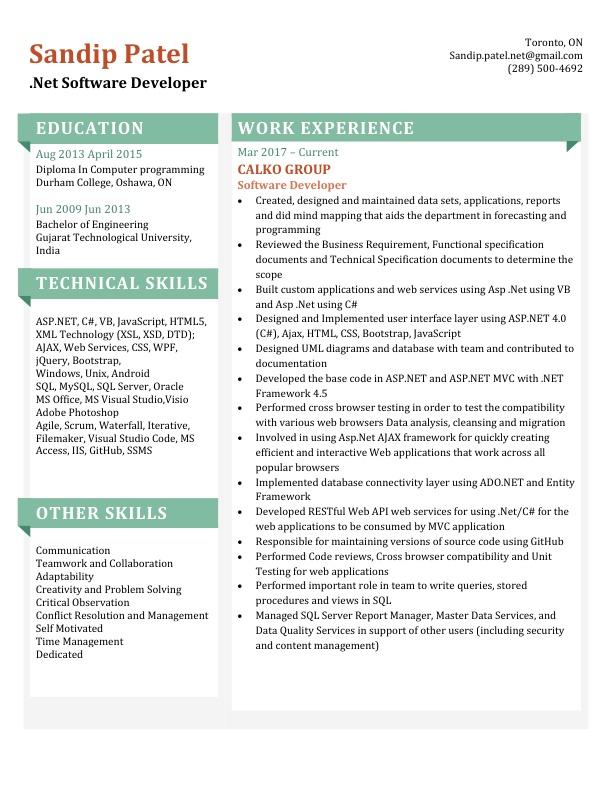 Sandip Patel
.Net Software Developer
Toronto, ON
Sandip.patel.net@gmail.com
(289) 500-4692
EDUCATION
Aug 2013 April 2015
Diploma In Computer programming
Durham College, Oshawa, ON
Jun 2009 Jun 2013
Bachelor of Engineering
Gujarat Technological University,
India
TECHNICAL SKILLS
ASP.NET, C#, VB, JavaScript, HTML5,
XML Technology (XSL, XSD, DTD);
AJAX, Web Services, CSS, WPF,
jQuery, Bootstrap,
Windows, Unix, Android
SQL, MySQL, SQL Server, Oracle
MS Office, MS Visual Studio,Visio
Adobe Photoshop
Agile, Scrum, Waterfall, Iterative,
Filemaker, Visual Studio Code, MS
Access, IIS, GitHub, SSMS
OTHER SKILLS
Communication
Teamwork and Collaboration
Adaptability
Creativity and Problem Solving
Critical Observation
Conflict Resolution and Management
Self Motivated
Time Management
Dedicated
WORK EXPERIENCE
Mar 2017 – Current
CALKO GROUP
Software Developer
• Created, designed and maintained data sets, applications, reports
and did mind mapping that aids the department in forecasting and
programming
• Reviewed the Business Requirement, Functional specification
documents and Technical Specification documents to determine the
scope
• Built custom applications and web services using Asp .Net using VB
and Asp .Net using C#
• Designed and Implemented user interface layer using ASP.NET 4.0
(C#), Ajax, HTML, CSS, Bootstrap, JavaScript
• Designed UML diagrams and database with team and contributed to
documentation
• Developed the base code in ASP.NET and ASP.NET MVC with .NET
Framework 4.5
• Performed cross browser testing in order to test the compatibility
with various web browsers Data analysis, cleansing and migration
• Involved in using Asp.Net AJAX framework for quickly creating
efficient and interactive Web applications that work across all
popular browsers
• Implemented database connectivity layer using ADO.NET and Entity
Framework
• Developed RESTful Web API web services for using .Net/C# for the
web applications to be consumed by MVC application
• Responsible for maintaining versions of source code using GitHub
• Performed Code reviews, Cross browser compatibility and Unit
Testing for web applications
• Performed important role in team to write queries, stored
procedures and views in SQL
• Managed SQL Server Report Manager, Master Data Services, and
Data Quality Services in support of other users (including security
and content management)